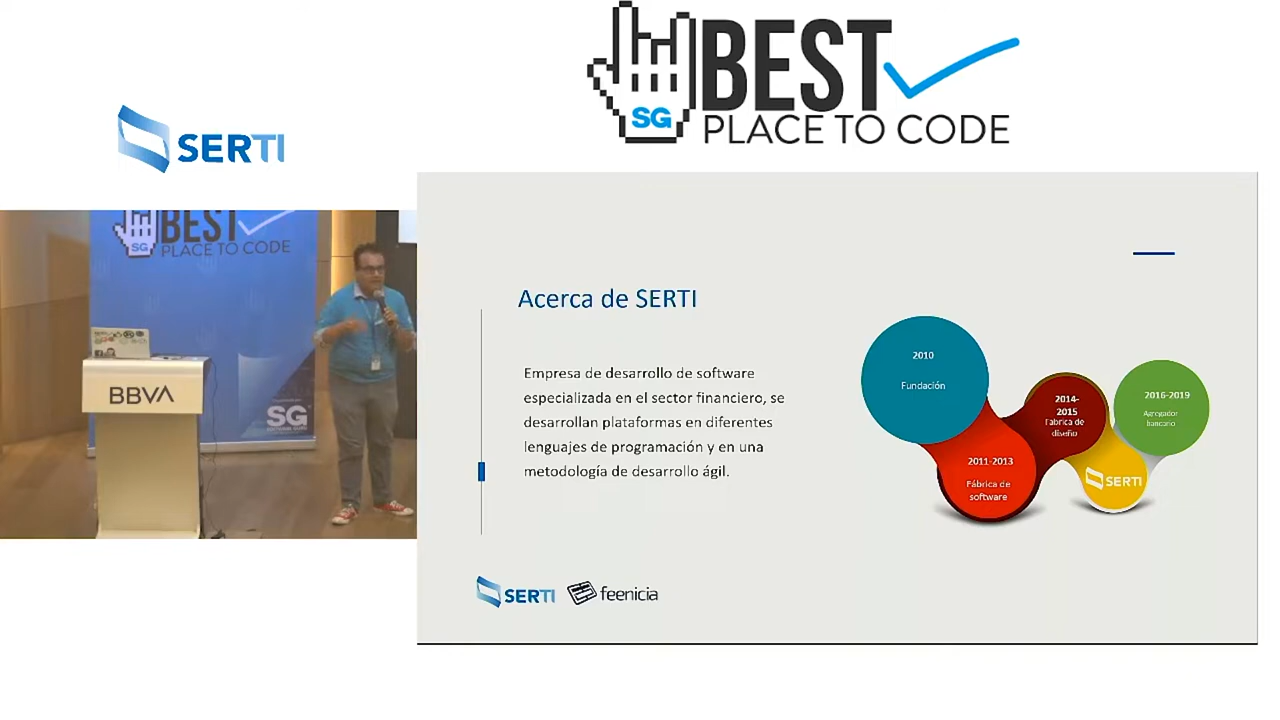 BEST
SG
PLACE TO CODE
SERTI
BEST
SG
PLACE TO CODE
BBVA
SG
Acerca de SERTI
Empresa de desarrollo de software
especializada en el sector financiero, se
desarrollan plataformas en diferentes
lenguajes de programación y en una
metodología de desarrollo ágil.
2010
Fundación
2011-2013
Fábrica de
software
2014-
2015
Fabrica de
diseño
SERTI
2016-2019
Agregador
bancario
SERTI
feenicia